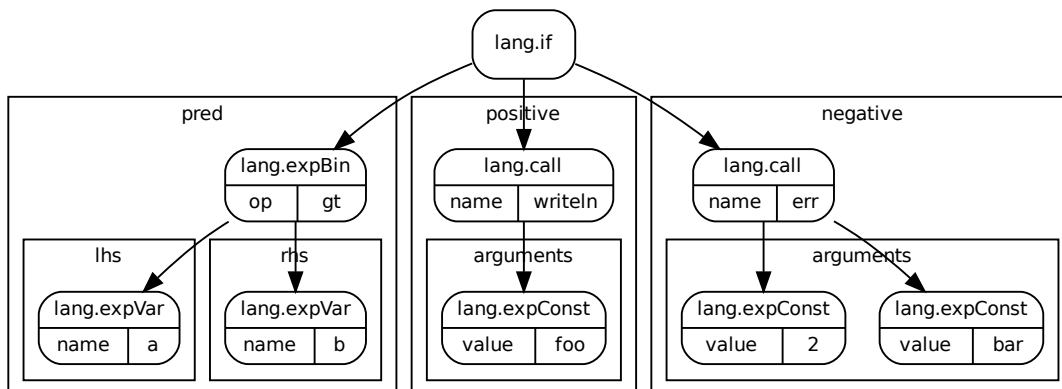 lang.if
pred
positive
negative
lang.expBin
op gt
lang.call
name writeln
lang.call
name err
lhs
rhs
arguments
arguments
lang.expVar
name a
lang.expVar
name b
lang.expConst
value foo
lang.expConst
value 2
lang.expConst
value bar